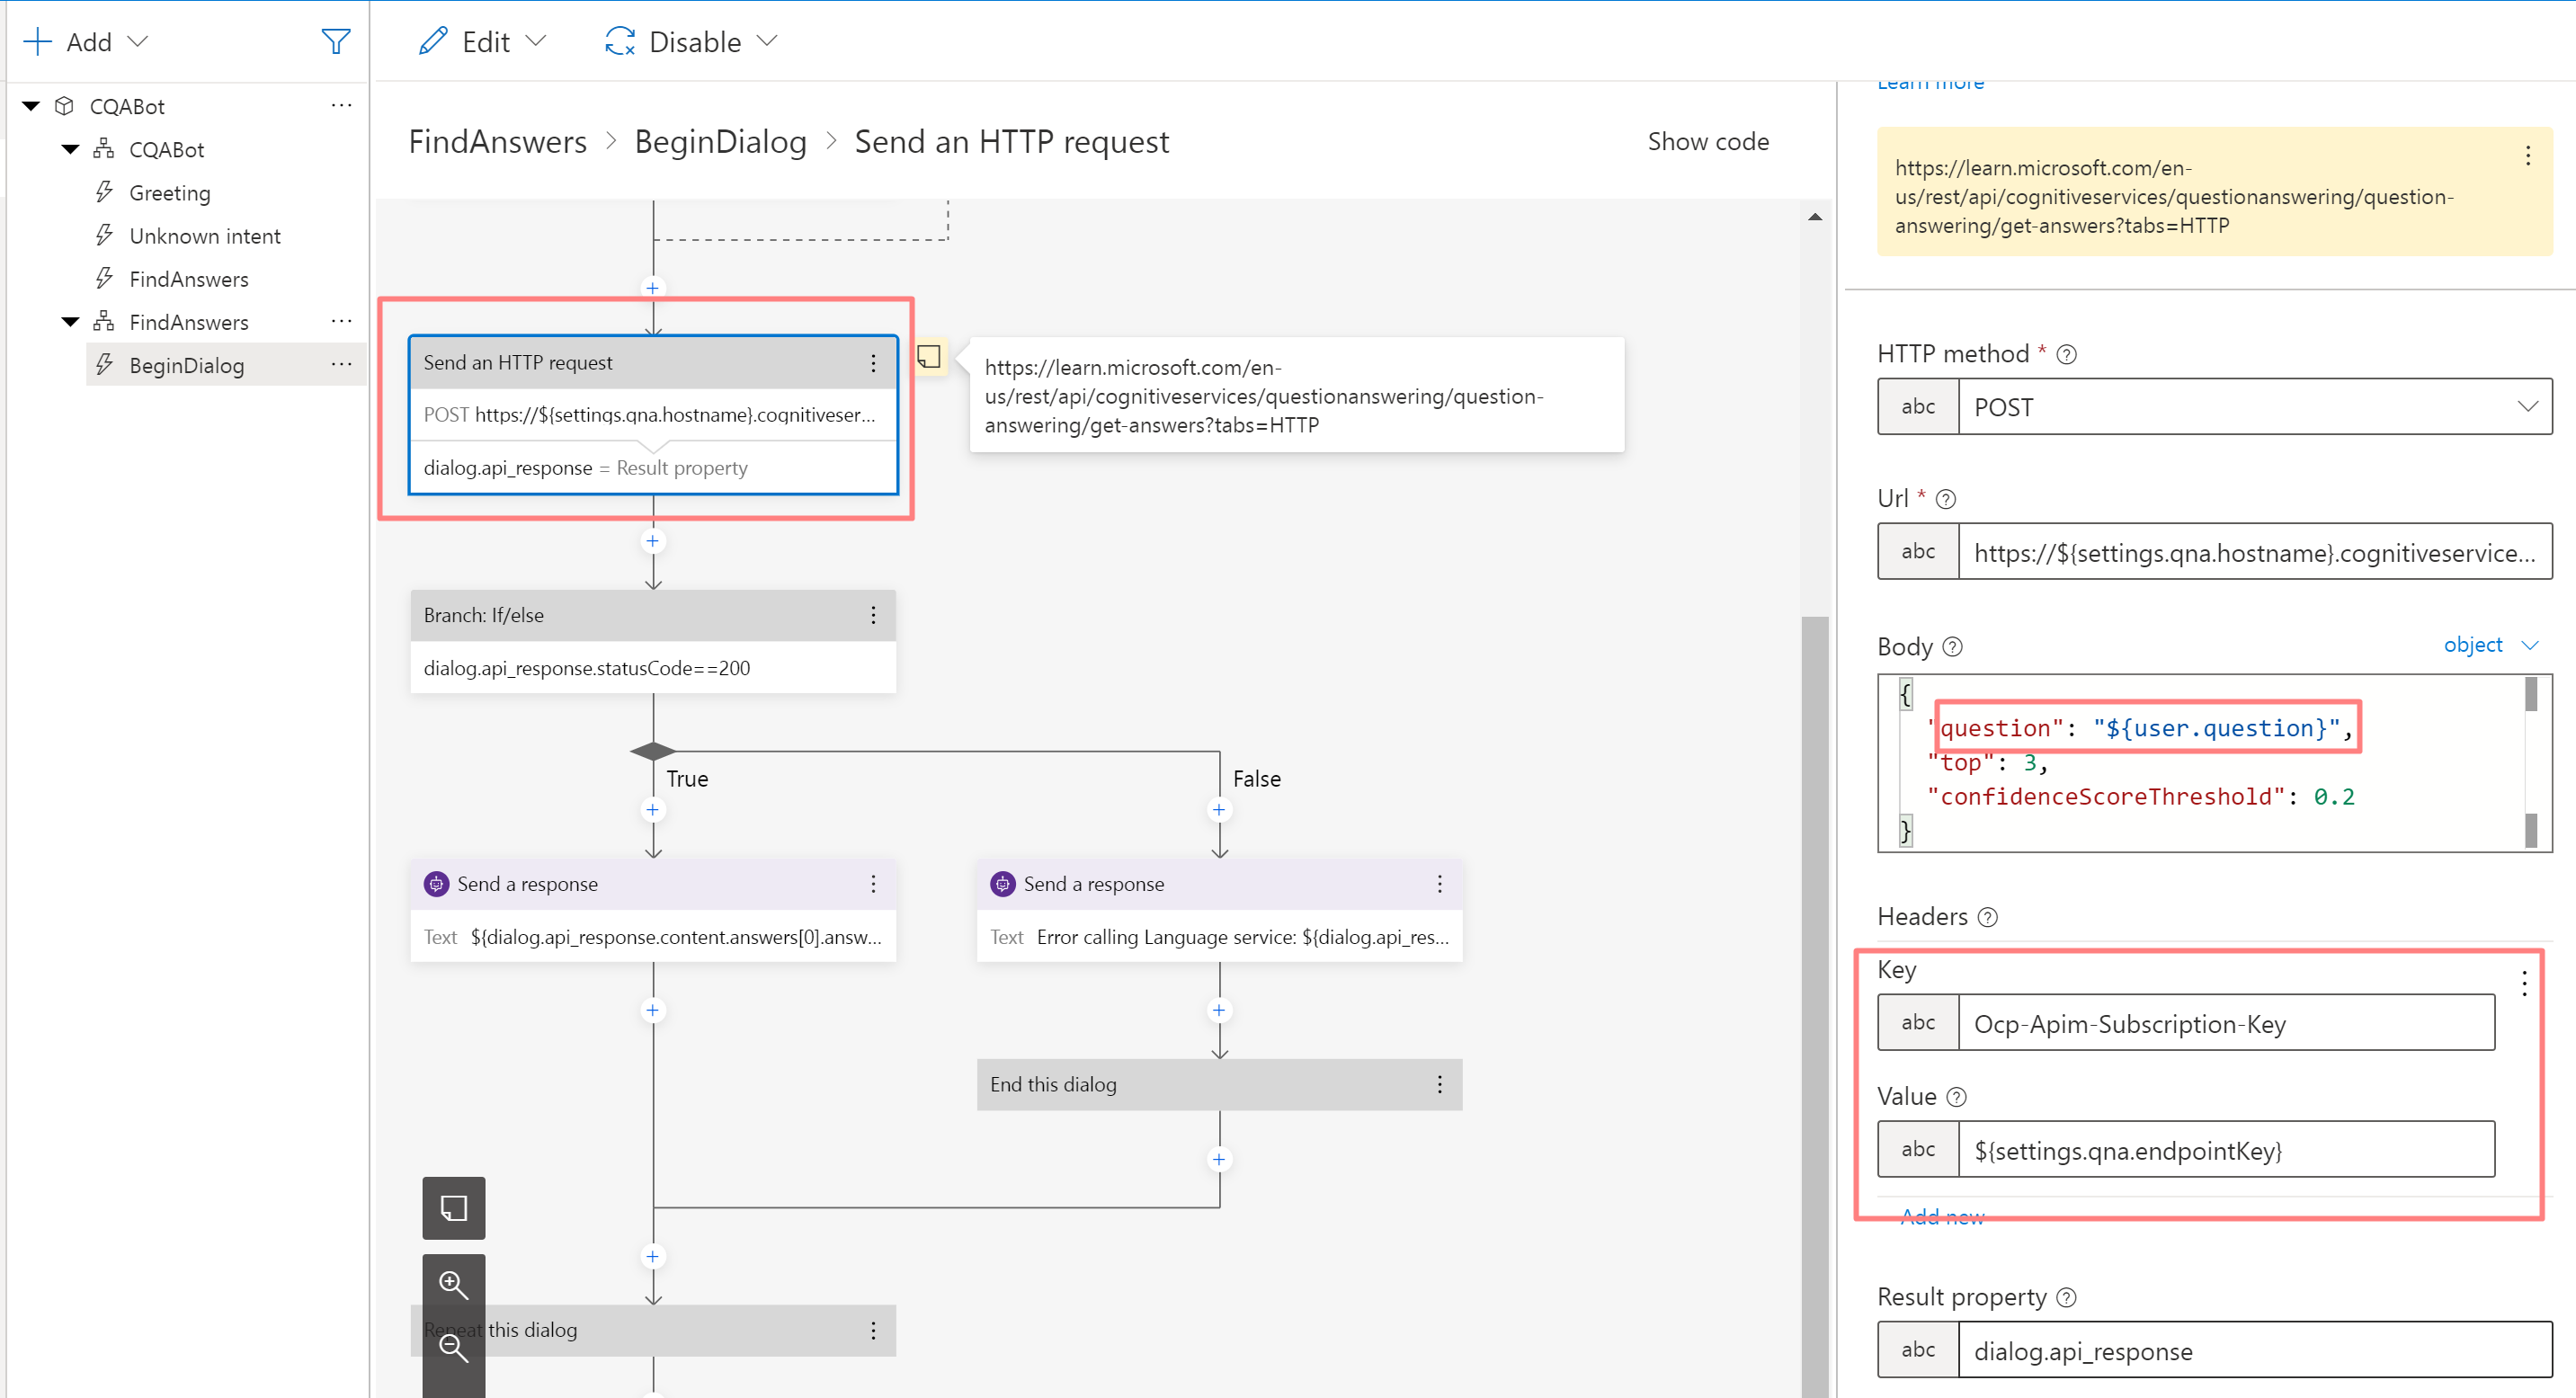 Add
Edit
Disable
CQABot
CQABot
Greeting
Unknown intent
FindAnswers
FindAnswers
BeginDialog
FindAnswers > BeginDialog > Send an HTTP request
Show code
Send an HTTP request
POST https://${settings.qna.hostname}.cognitiveser...
dialog.api_response = Result property
https://learn.microsoft.com/en-
us/rest/api/cognitiveservices/questionanswering/question-
answering/get-answers?tabs=HTTP
Branch: If/else
dialog.api_response.statusCode==200
True
False
Send a response
Text ${dialog.api_response.content.answers[0].answ...
Send a response
Text Error calling Language service: ${dialog.api_res...
End this dialog
Repeat this dialog
Learn more
https://learn.microsoft.com/en-
us/rest/api/cognitiveservices/questionanswering/question-
answering/get-answers?tabs=HTTP
HTTP method *
abc POST
Url *
abc https://${settings.qna.hostname}.cognitiveservice...
Body
object
{
"question": "${user.question}",
"top": 3,
"confidenceScoreThreshold": 0.2
}
Headers
Key
abc Ocp-Apim-Subscription-Key
Value
abc ${settings.qna.endpointKey}
Add new
Result property
abc dialog.api_response